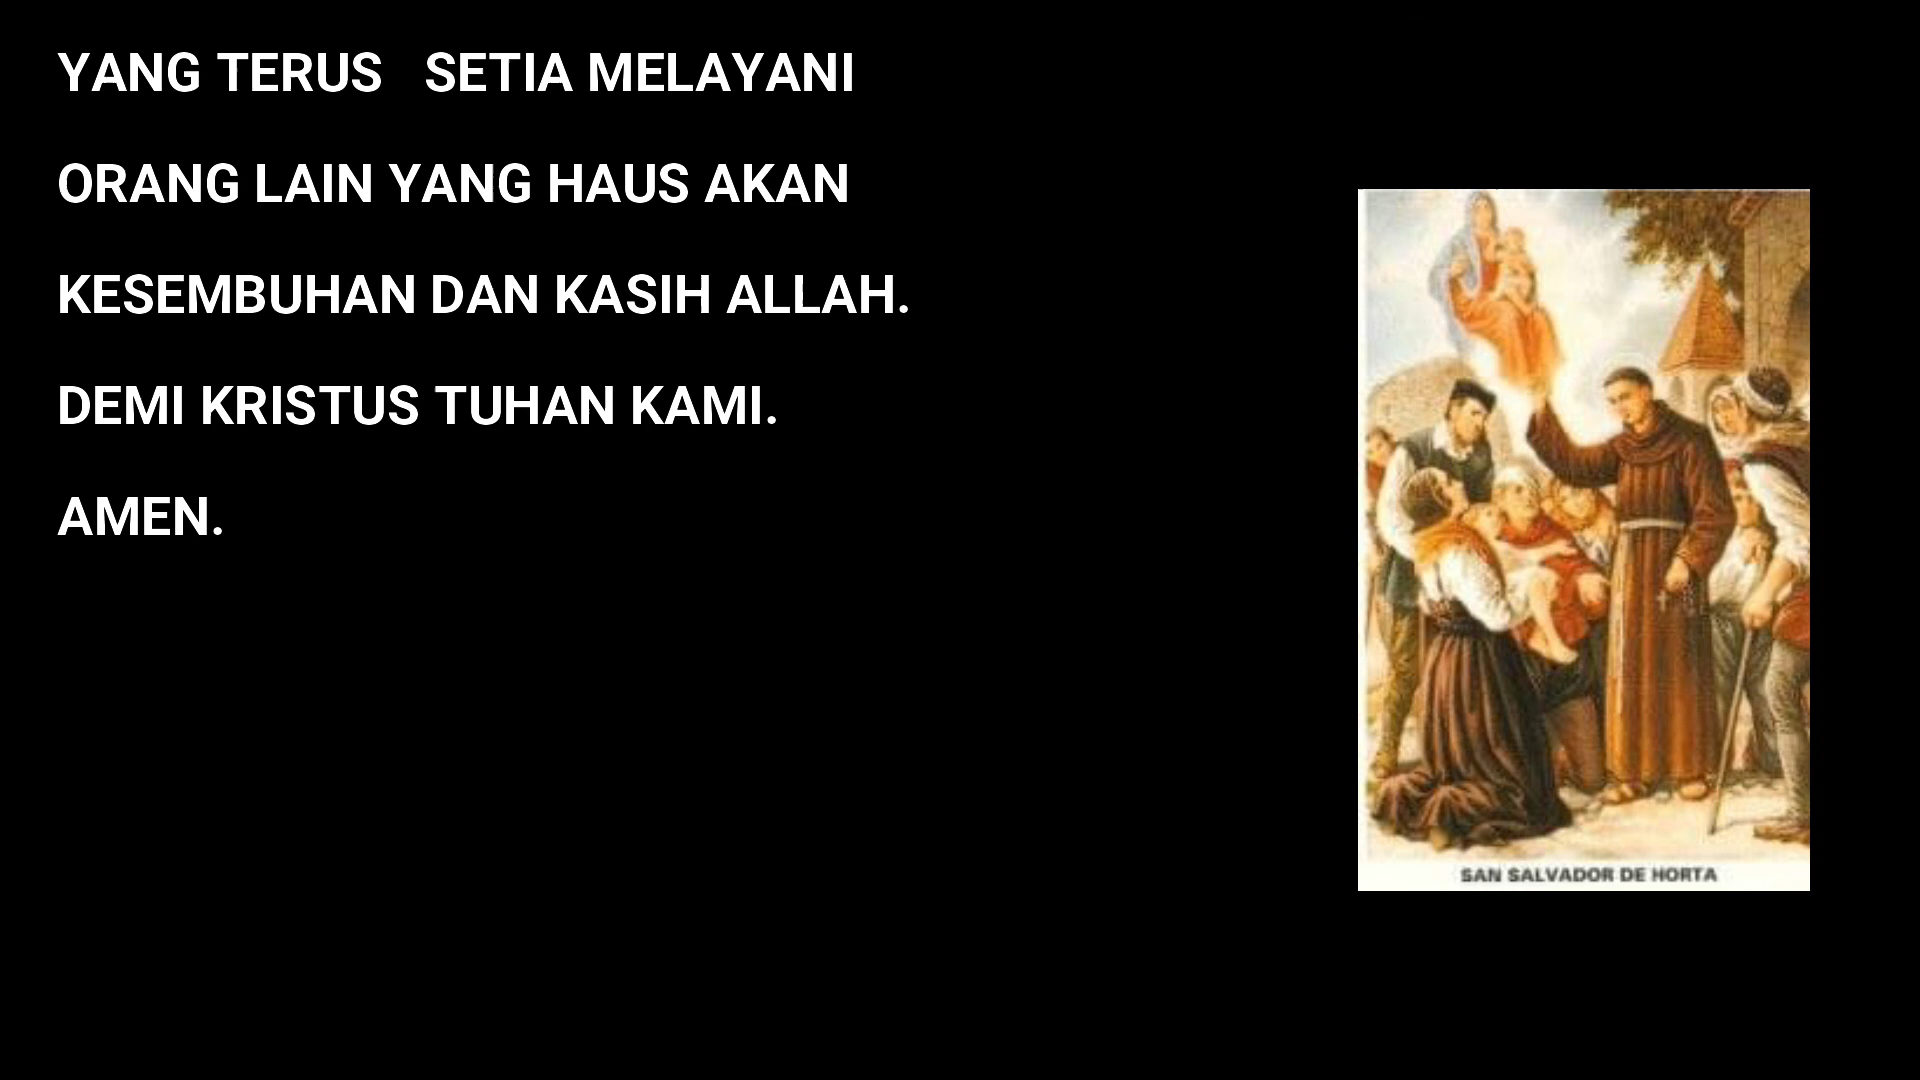 YANG TERUS   SETIA MELAYANI
ORANG LAIN YANG HAUS AKAN
KESEMBUHAN DAN KASIH ALLAH.
DEMI KRISTUS TUHAN KAMI.
AMEN.
SAN SALVADOR DE HORTA